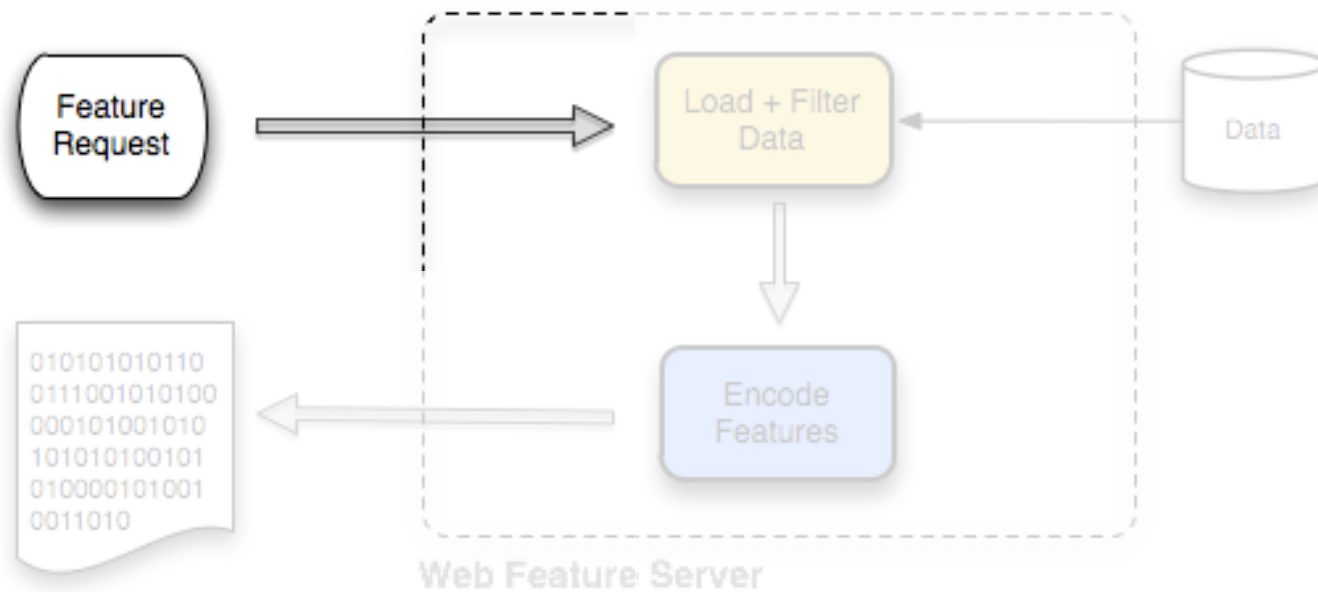 Feature
Request
Load + Filter
Data
Data
010101010110
0111001010100
000101001010
101010100101
010000101001
0011010
Encode
Features
Web Feature Server